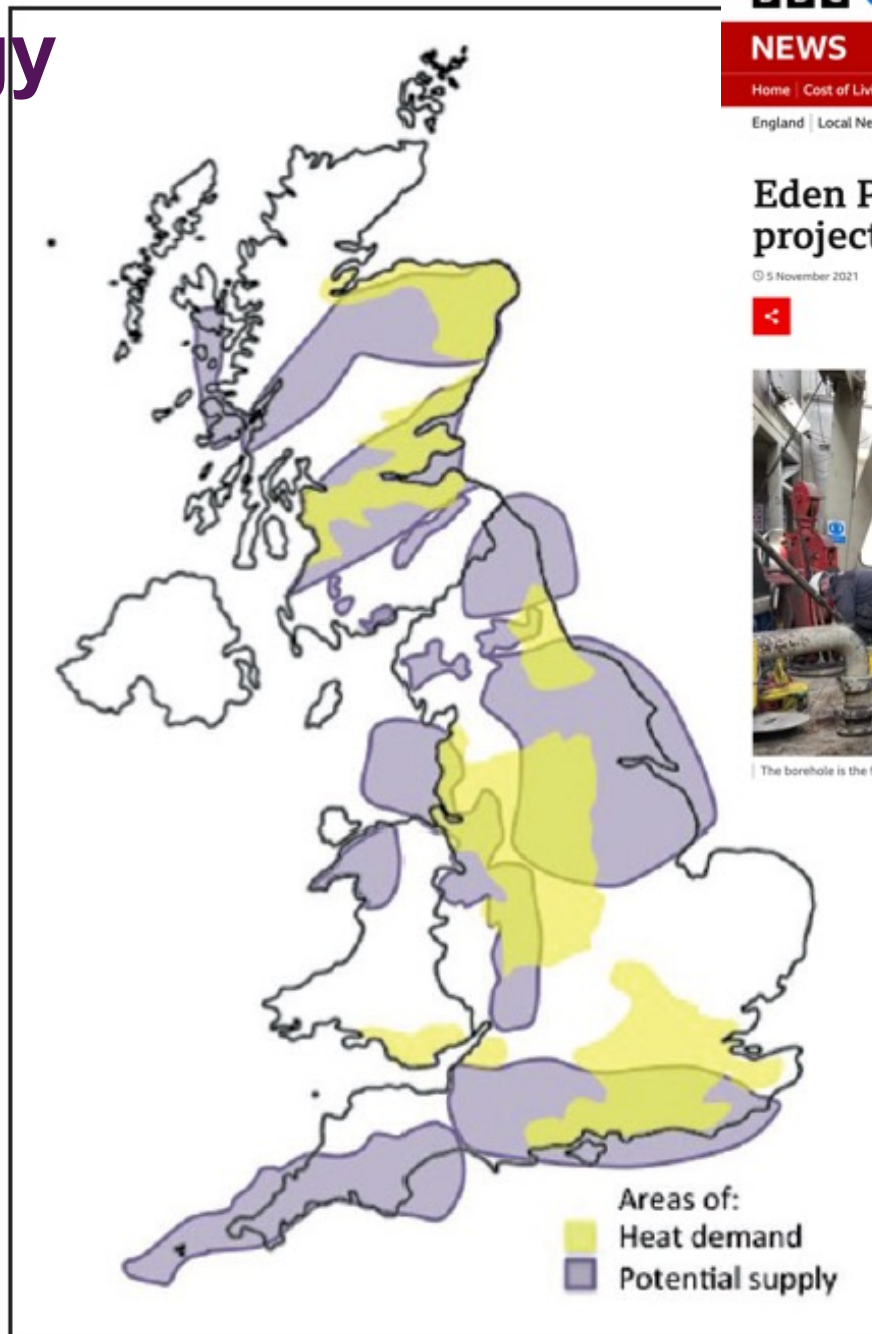 gy
NEWS
Home Cost of Liv
England Local Ne
Eden P
project
5 November 2021
The borehole is the f
Areas of:
Heat demand
Potential supply